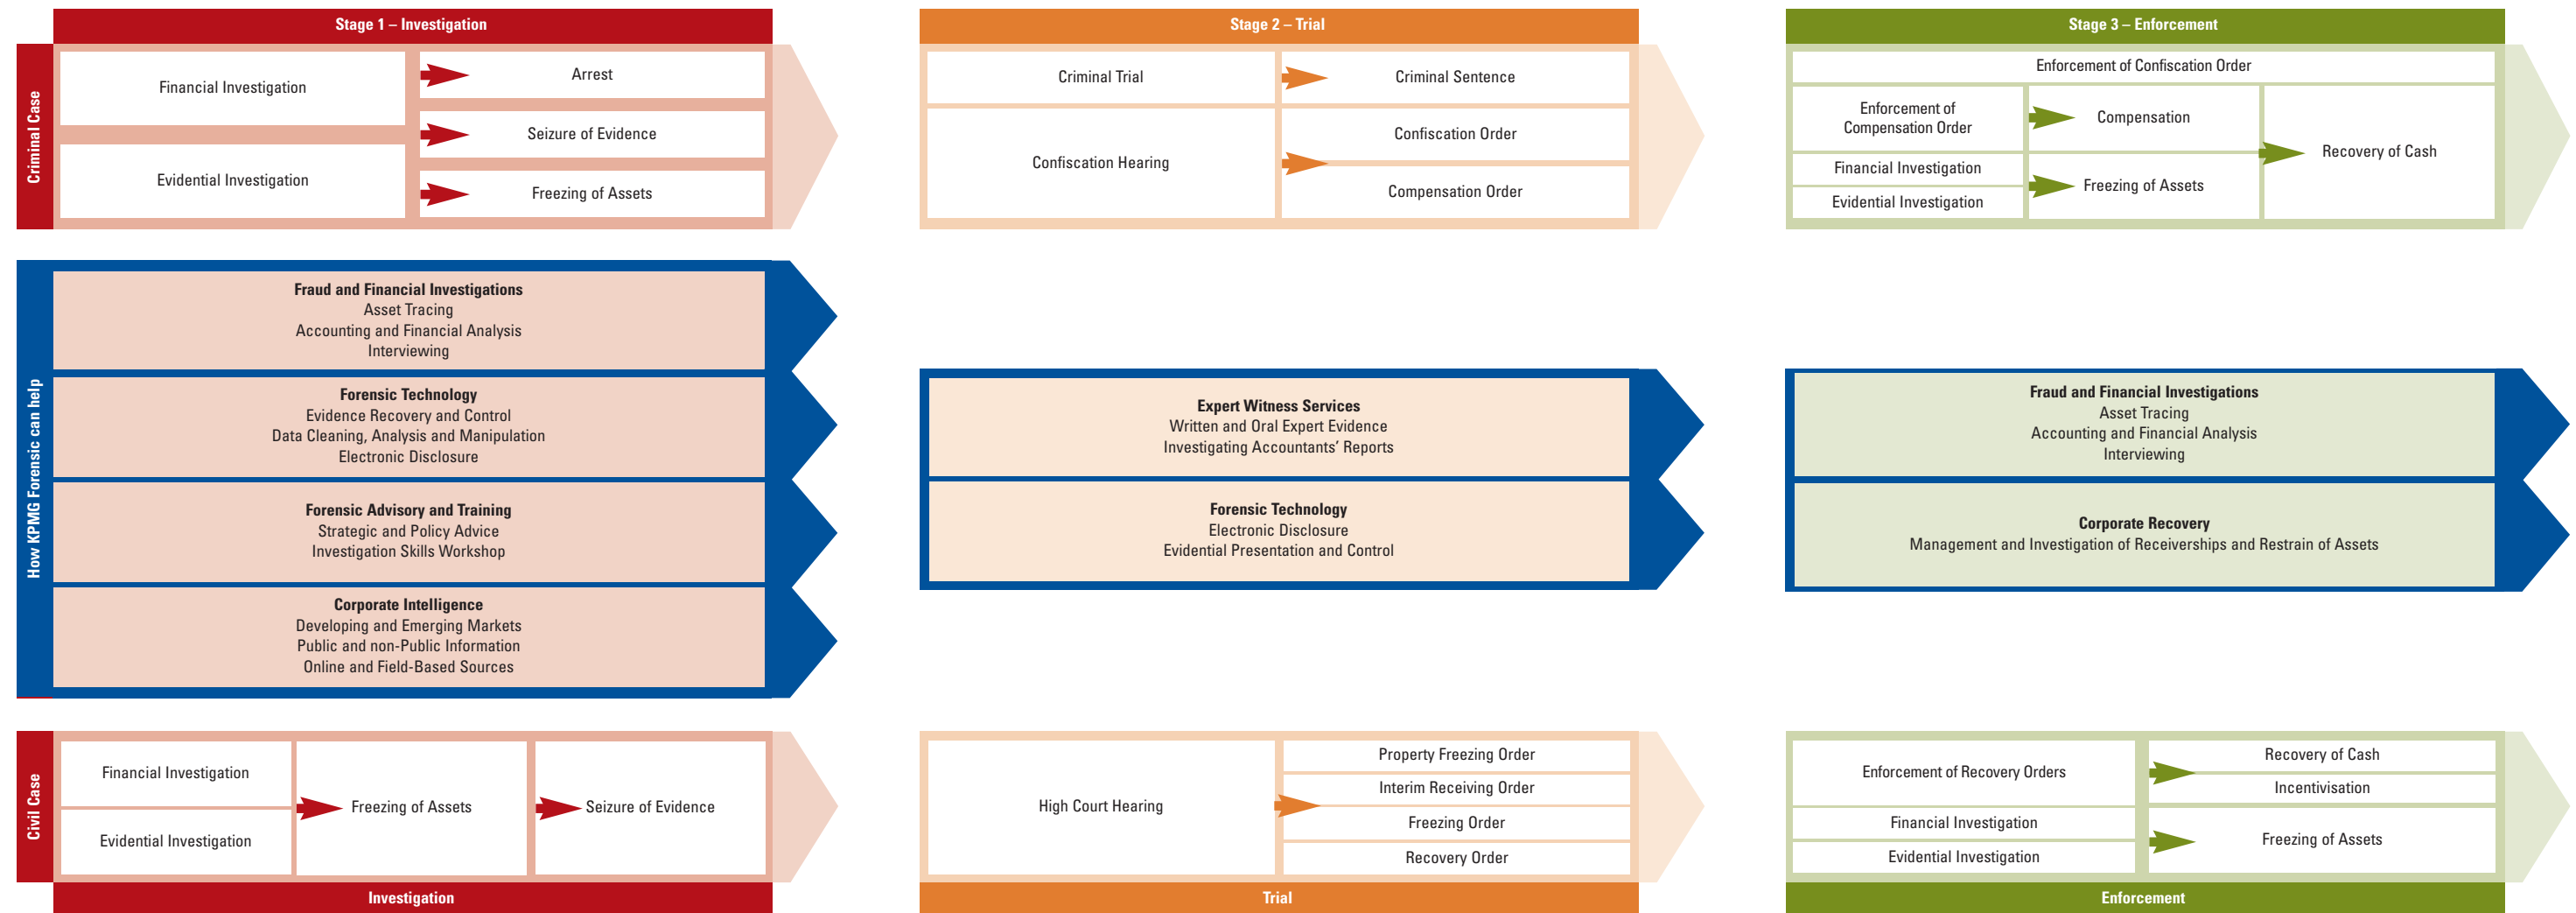 Stage 1 – Investigation
Criminal Case
Financial Investigation
Evidential Investigation
Arrest
Seizure of Evidence
Freezing of Assets
Stage 2 – Trial
Criminal Trial
Criminal Sentence
Confiscation Hearing
Confiscation Order
Compensation Order
Stage 3 – Enforcement
Enforcement of Confiscation Order
Enforcement of
Compensation Order
Financial Investigation
Evidential Investigation
Compensation
Freezing of Assets
Recovery of Cash
How KPMG Forensic can help
Fraud and Financial Investigations
Asset Tracing
Accounting and Financial Analysis
Interviewing
Forensic Technology
Evidence Recovery and Control
Data Cleaning, Analysis and Manipulation
Electronic Disclosure
Forensic Advisory and Training
Strategic and Policy Advice
Investigation Skills Workshop
Corporate Intelligence
Developing and Emerging Markets
Public and non-Public Information
Online and Field-Based Sources
Expert Witness Services
Written and Oral Expert Evidence
Investigating Accountants’ Reports
Forensic Technology
Electronic Disclosure
Evidential Presentation and Control
Fraud and Financial Investigations
Asset Tracing
Accounting and Financial Analysis
Interviewing
Corporate Recovery
Management and Investigation of Receiverships and Restrain of Assets
Civil Case
Financial Investigation
Evidential Investigation
Freezing of Assets
Seizure of Evidence
Investigation
High Court Hearing
Property Freezing Order
Interim Receiving Order
Freezing Order
Recovery Order
Trial
Enforcement of Recovery Orders
Financial Investigation
Evidential Investigation
Recovery of Cash
Incentivisation
Freezing of Assets
Enforcement